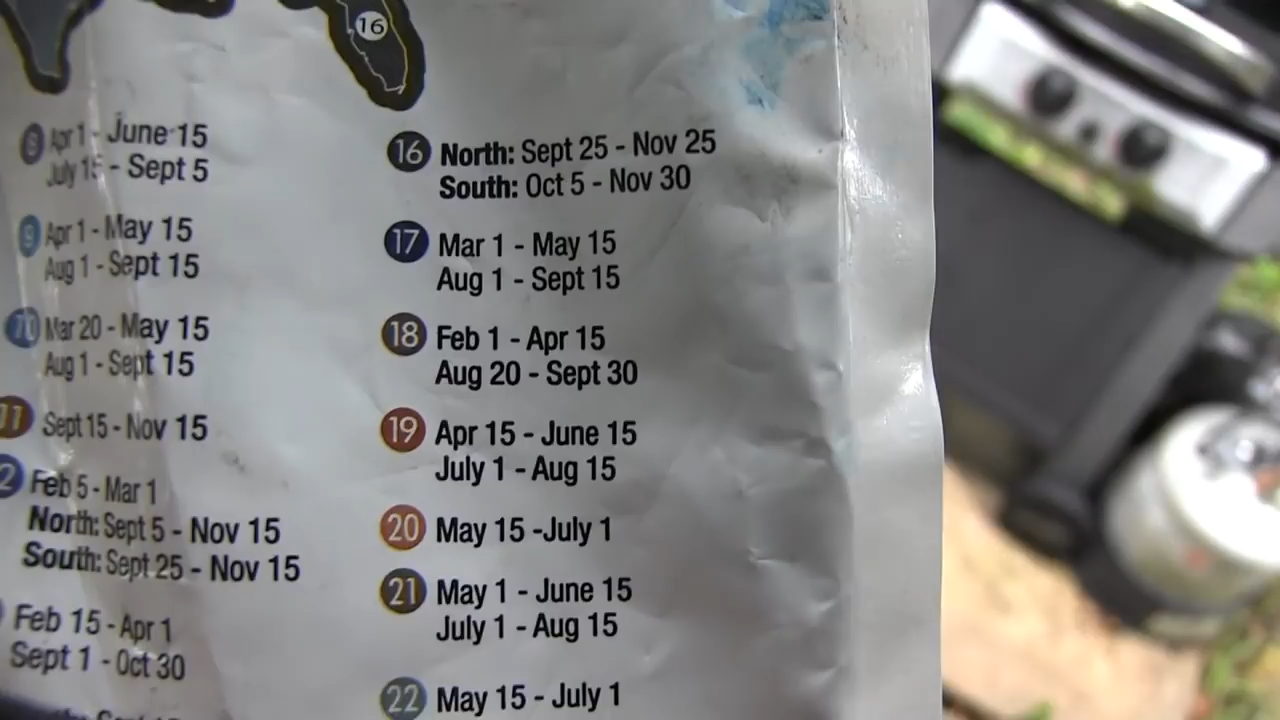 16
8 Apr 1 - June 15
July 15 - Sept 5
9 Apr 1 - May 15
Aug 1 - Sept 15
10 Mar 20 - May 15
Aug 1 - Sept 15
11 Sept 15 - Nov 15
2 Feb 5 - Mar 1
North: Sept 5 - Nov 15
South: Sept 25 - Nov 15
Feb 15 - Apr 1
Sept 1 - Oct 30
16 North: Sept 25 - Nov 25
South: Oct 5 - Nov 30
17 Mar 1 - May 15
Aug 1 - Sept 15
18 Feb 1 - Apr 15
Aug 20 - Sept 30
19 Apr 15 - June 15
July 1 - Aug 15
20 May 15 -July 1
21 May 1 - June 15
July 1 - Aug 15
22 May 15 - July 1